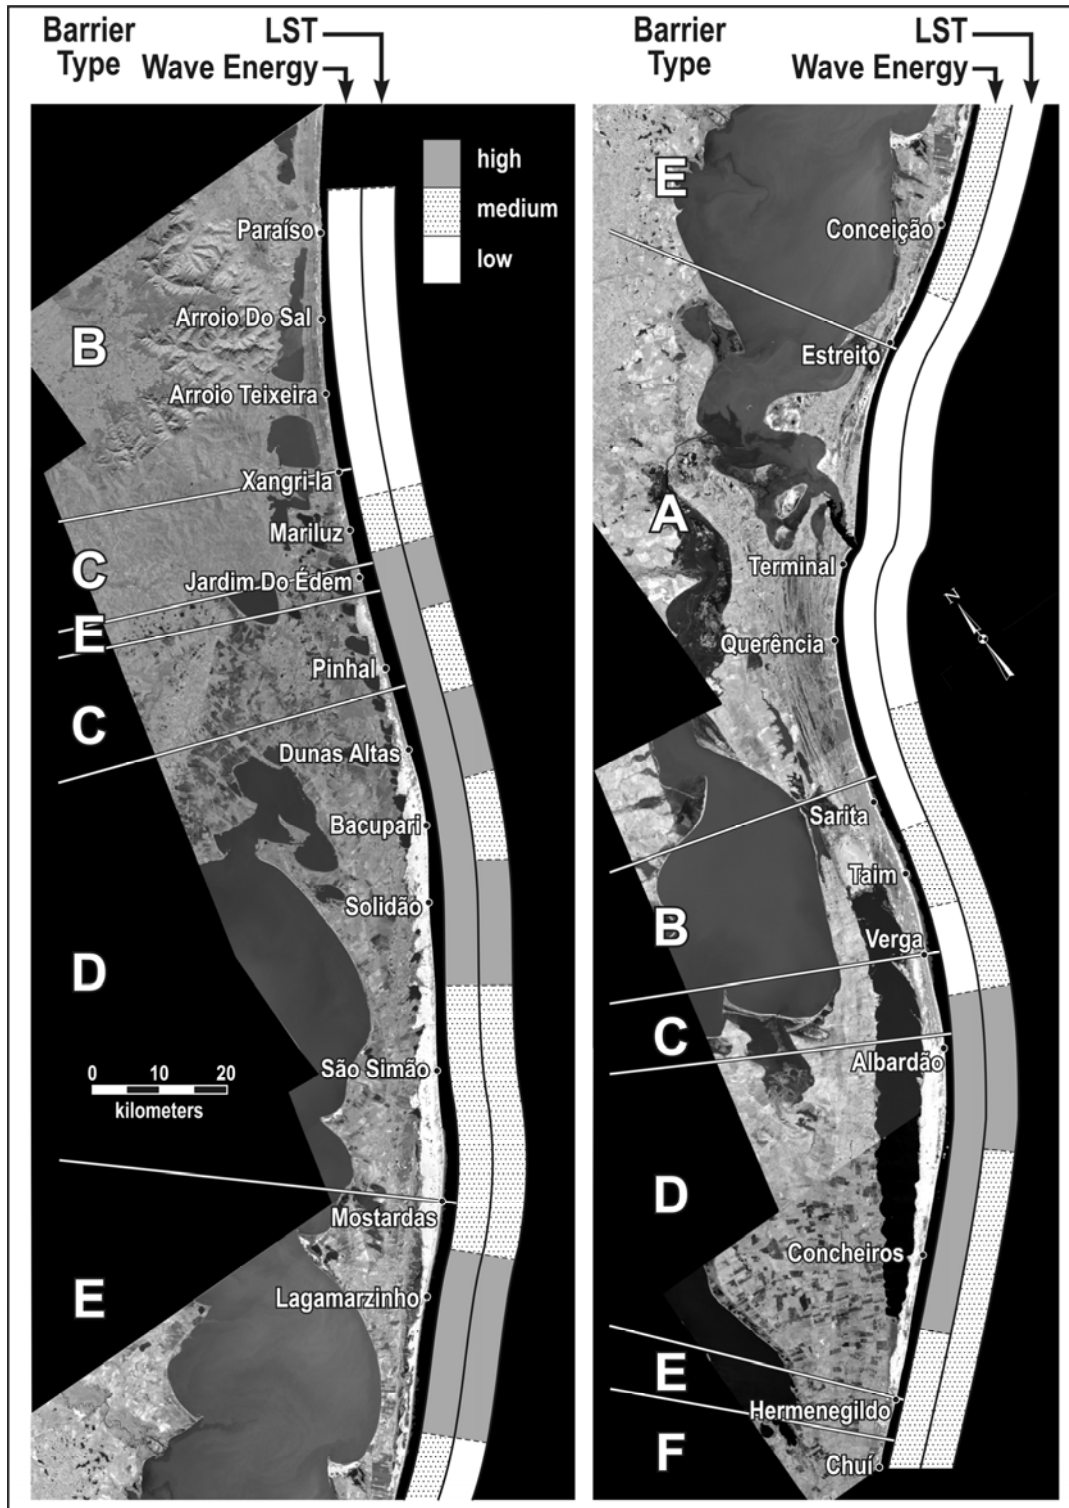 Barrier
Type
LST
Wave Energy
high
medium
low
Paraíso
Arroio Do Sal
B
Arroio Teixeira
Xangri-la
Mariluz
C
Jardim Do Édem
E
Pinhal
C
Dunas Altas
Bacupari
Solidão
D
São Simão
0 10 20
kilometers
Mostardas
E
Lagamarzinho
Barrier
Type
LST
Wave Energy
E
Conceição
Estreito
A
Terminal
N
Querência
Sarita
Taim
B
Verga
C
Albardão
D
Concheiros
E
Hermenegildo
F
Chuí